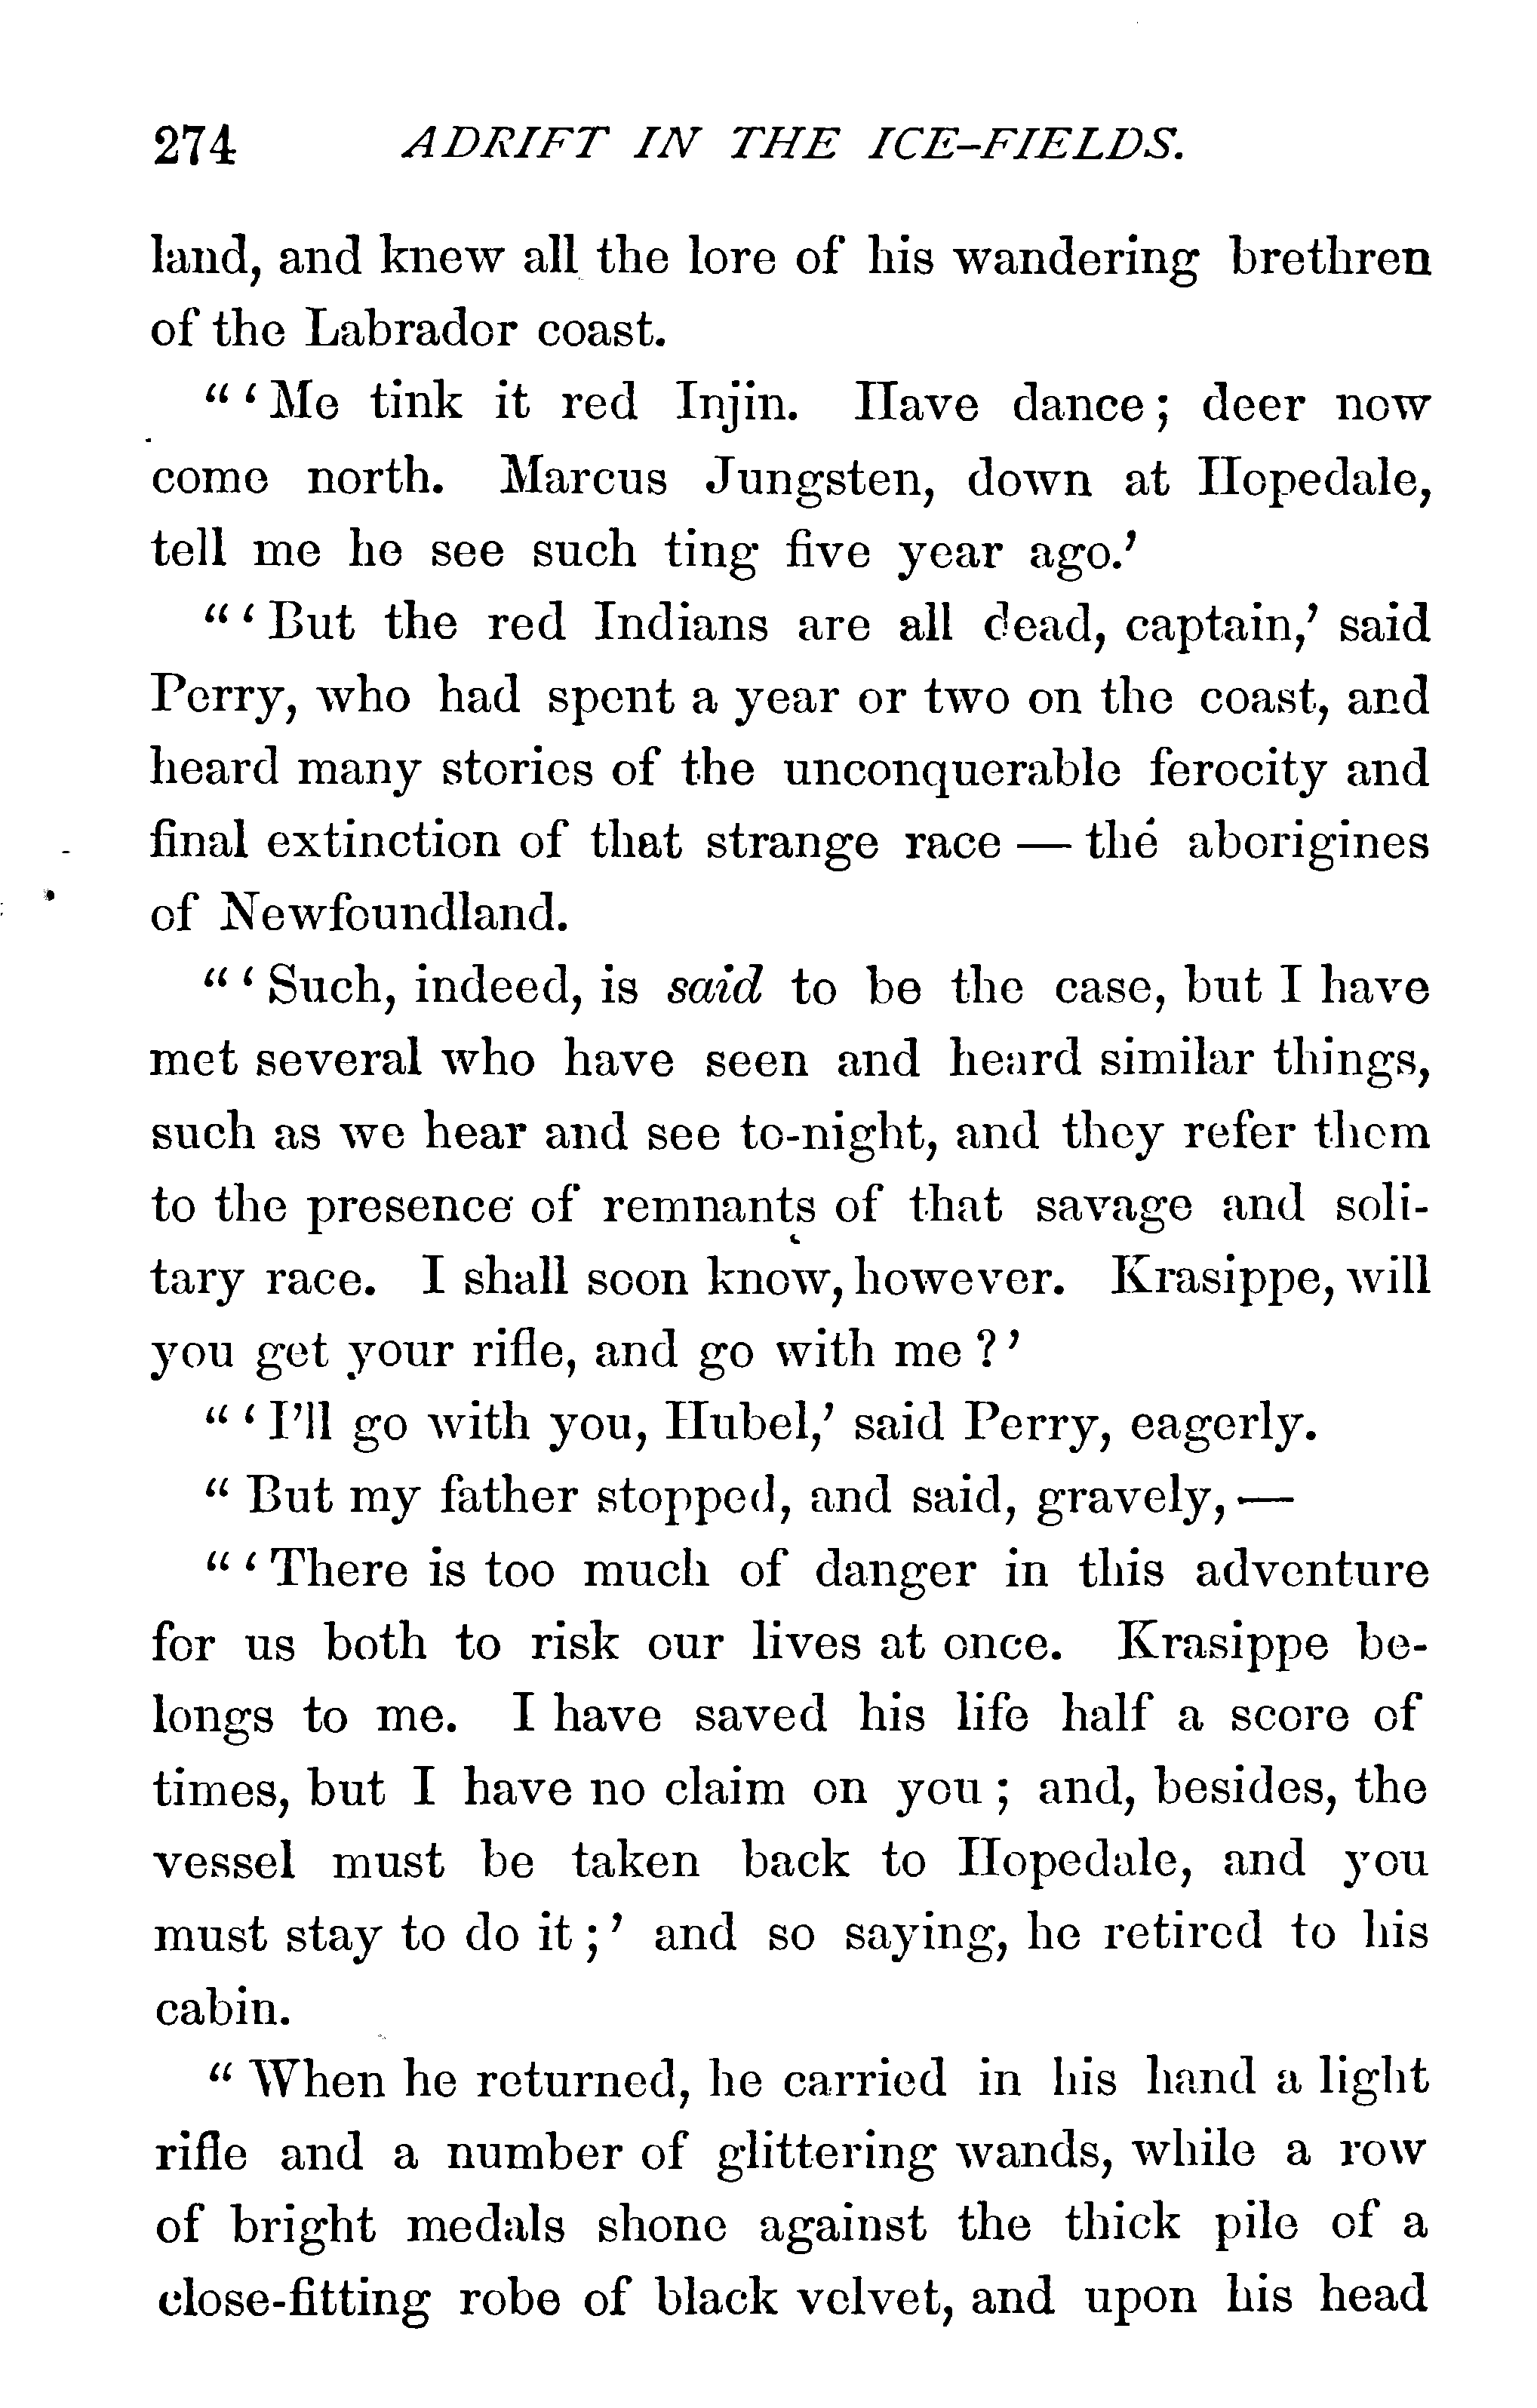 274 ADRIFT IN THE ICE-FIELDS.
land, and knew all the lore of his wandering brethren
of the Labrador coast.
"'Me tink it red Injin. Have dance; deer now
come north. Marcus Jungsten, down at Hopedale,
tell me he see such ting five year ago.'
"'But the red Indians are all dead, captain,' said
Perry, who had spent a year or two on the coast, and
heard many stories of the unconquerable ferocity and
final extinction of that strange race — the aborigines
of Newfoundland.
"'Such, indeed, is said to be the case, but I have
met several who have seen and heard similar things,
such as we hear and see to-night, and they refer them
to the presence of remnants of that savage and soli-
tary race. I shall soon know, however. Krasippe, will
you get your rifle, and go with me?'
"'I'll go with you, Hubel,' said Perry, eagerly.
"But my father stopped, and said, gravely, —
"'There is too much of danger in this adventure
for us both to risk our lives at once. Krasippe be-
longs to me. I have saved his life half a score of
times, but I have no claim on you; and, besides, the
vessel must be taken back to Hopedale, and you
must stay to do it;' and so saying, he retired to his
cabin.
"When he returned, he carried in his hand a light
rifle and a number of glittering wands, while a row
of bright medals shone against the thick pile of a
close-fitting robe of black velvet, and upon his head